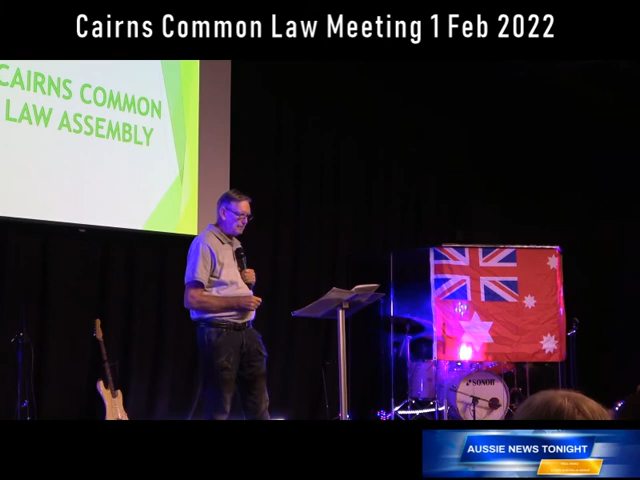 Cairns Common Law Meeting 1 Feb 2022
CAIRNS COMMON
LAW ASSEMBLY
SONOR
AUSSIE NEWS TONIGHT